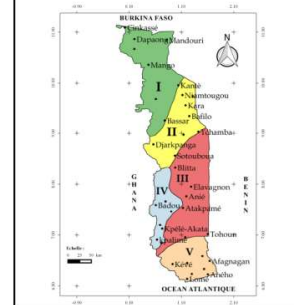 BURKINA FASO
Cinkassé
Dapaong
Mandouri
N
Mango
Kanté
I
Niamtougou
Kara
Bafilo
Bassar
II
Tchamba
Djarkpanga
Sotouboua
Blitta
GHANA
III
BENIN
IV
Elavagnon
Anié
Badou
Atakpamé
Kpélé-Akata
Kpalimé
Tohoun
Echelle:
V
Kévé
Afagnagan
Aného
Lomé
OCEAN ATLANTIQUE